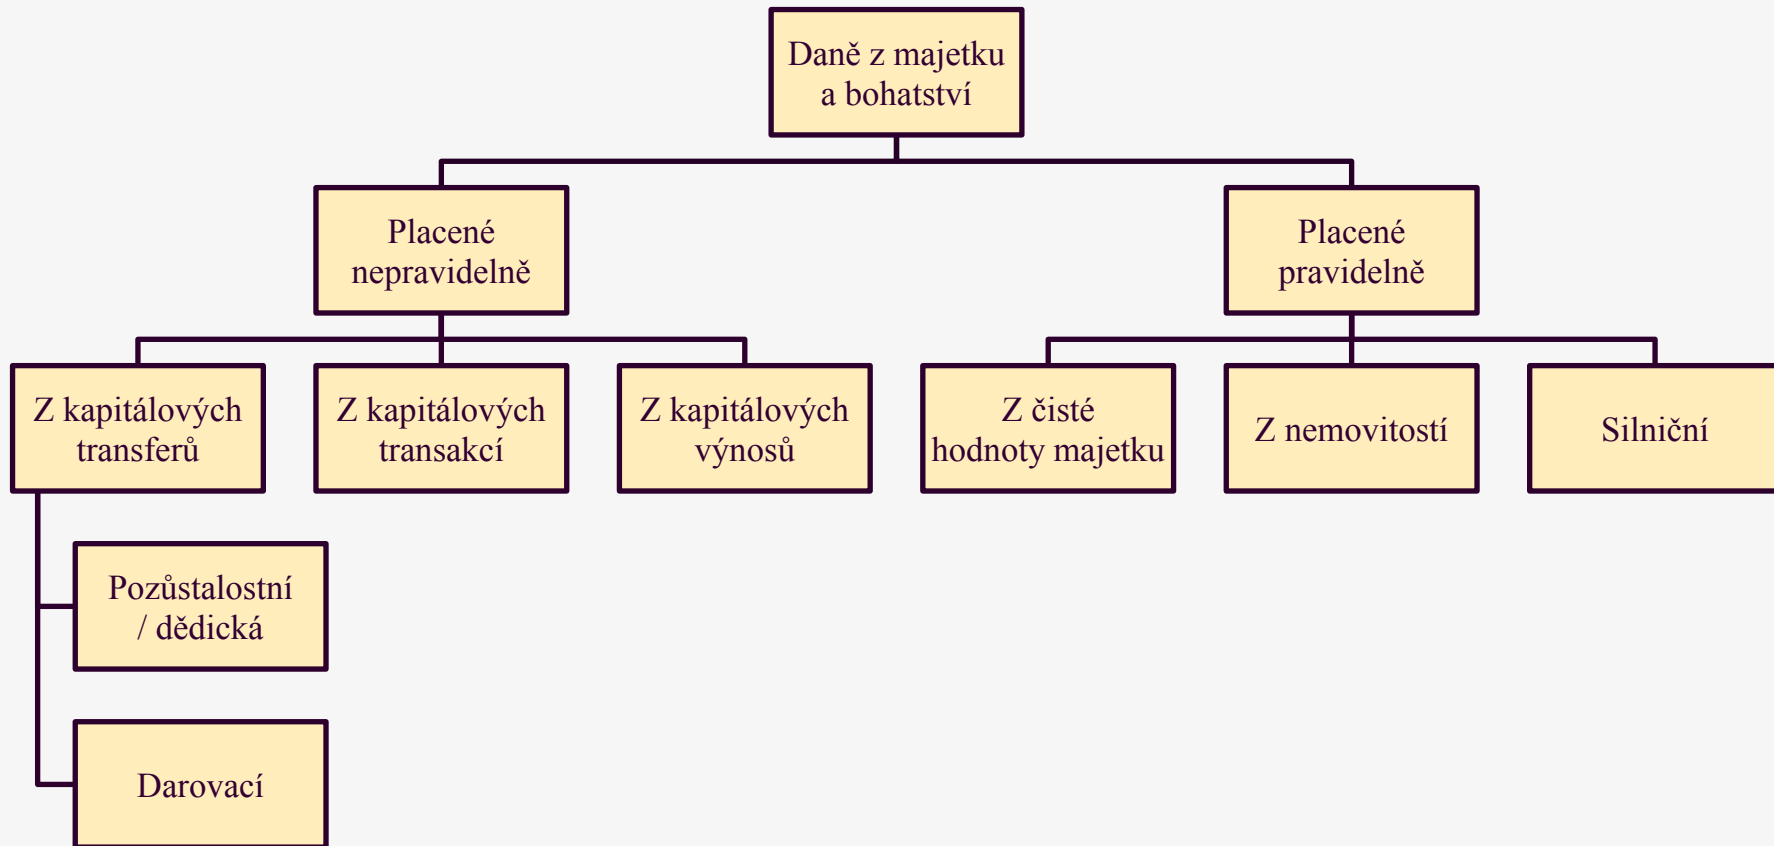 Daně z majetku
a bohatství
Placené
nepravidelně
Placené
pravidelně
Z kapitálových
transferů
Z kapitálových
transakcí
Z kapitálových
výnosů
Z čisté
hodnoty majetku
Z nemovitostí
Silniční
Pozůstalostní
/ dědická
Darovací